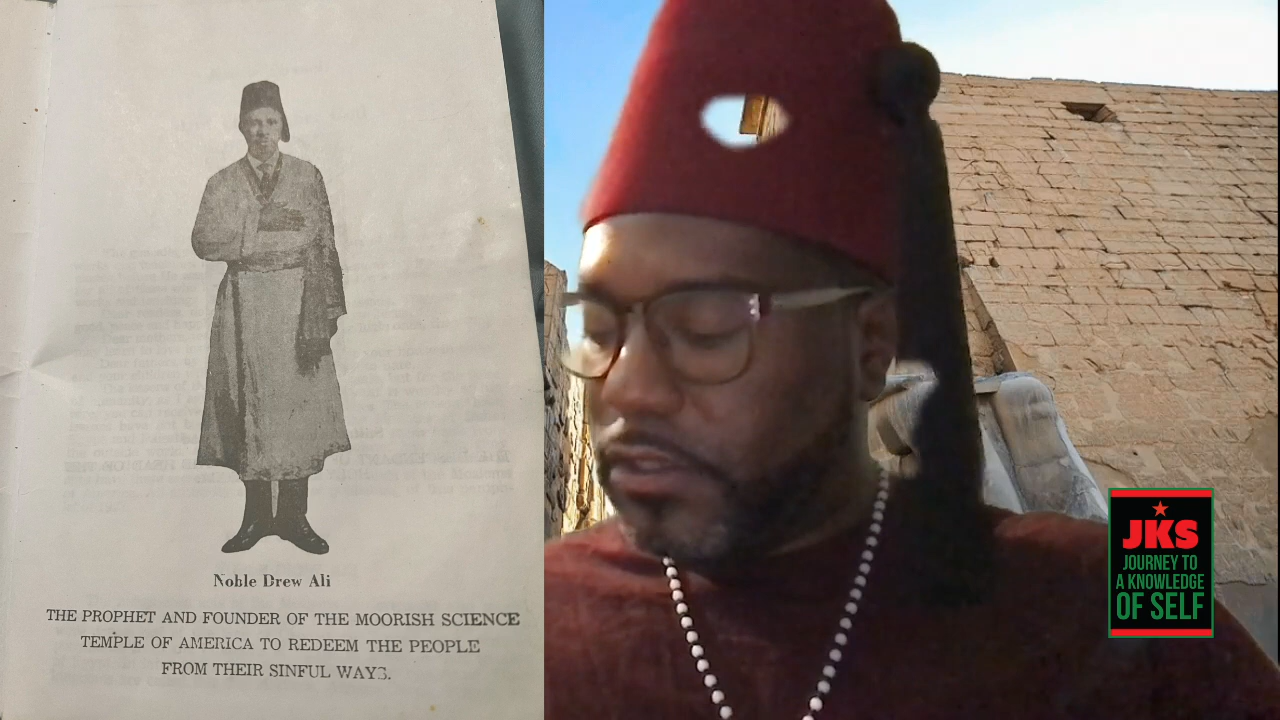 Noble Drew Ali
THE PROPHET AND FOUNDER OF THE MOORISH SCIENCE
TEMPLE OF AMERICA TO REDEEM THE PEOPLE
FROM THEIR SINFUL WAYS.
JKS
JOURNEY TO
A KNOWLEDGE
OF SELF